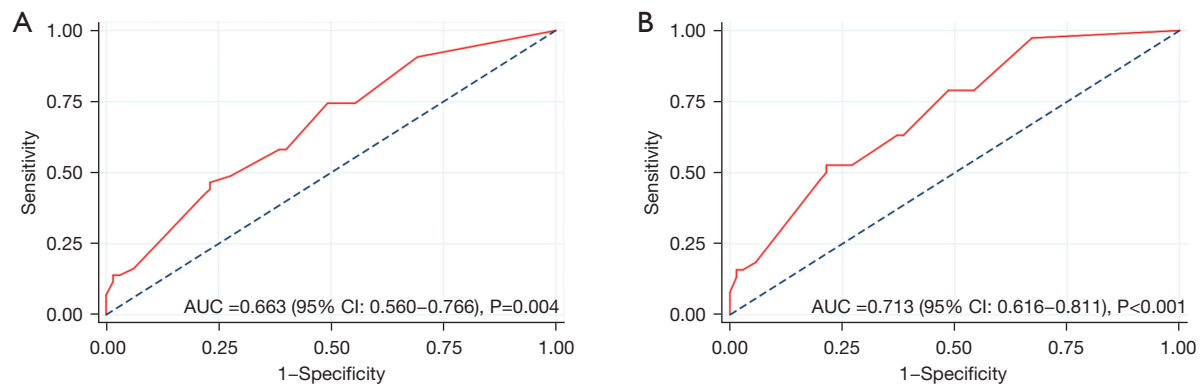 A
1.00
0.75
0.50
0.25
0.00
Sensitivity
AUC =0.663 (95% CI: 0.560–0.766), P=0.004
0.00 0.25 0.50 0.75 1.00
1–Specificity
B
1.00
0.75
0.50
0.25
0.00
Sensitivity
AUC =0.713 (95% CI: 0.616–0.811), P<0.001
0.00 0.25 0.50 0.75 1.00
1–Specificity